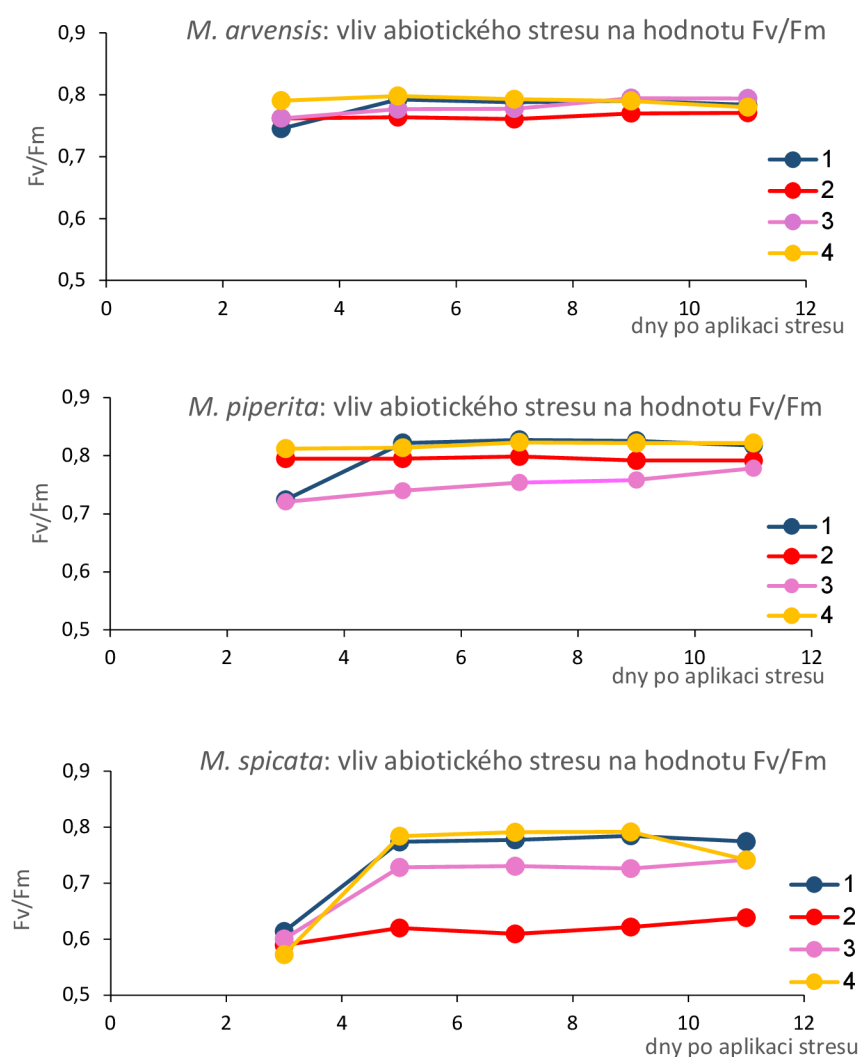 M. arvensis: vliv abiotického stresu na hodnotu Fv/Fm
0,9
0,8
0,7
0,6
0,5
Fv/Fm
0 2 4 6 8 10 12
dny po aplikaci stresu
1
2
3
4
M. piperita: vliv abiotického stresu na hodnotu Fv/Fm
0,9
0,8
0,7
0,6
0,5
Fv/Fm
0 2 4 6 8 10 12
dny po aplikaci stresu
1
2
3
4
M. spicata: vliv abiotického stresu na hodnotu Fv/Fm
0,9
0,8
0,7
0,6
0,5
Fv/Fm
0 2 4 6 8 10 12
dny po aplikaci stresu
1
2
3
4